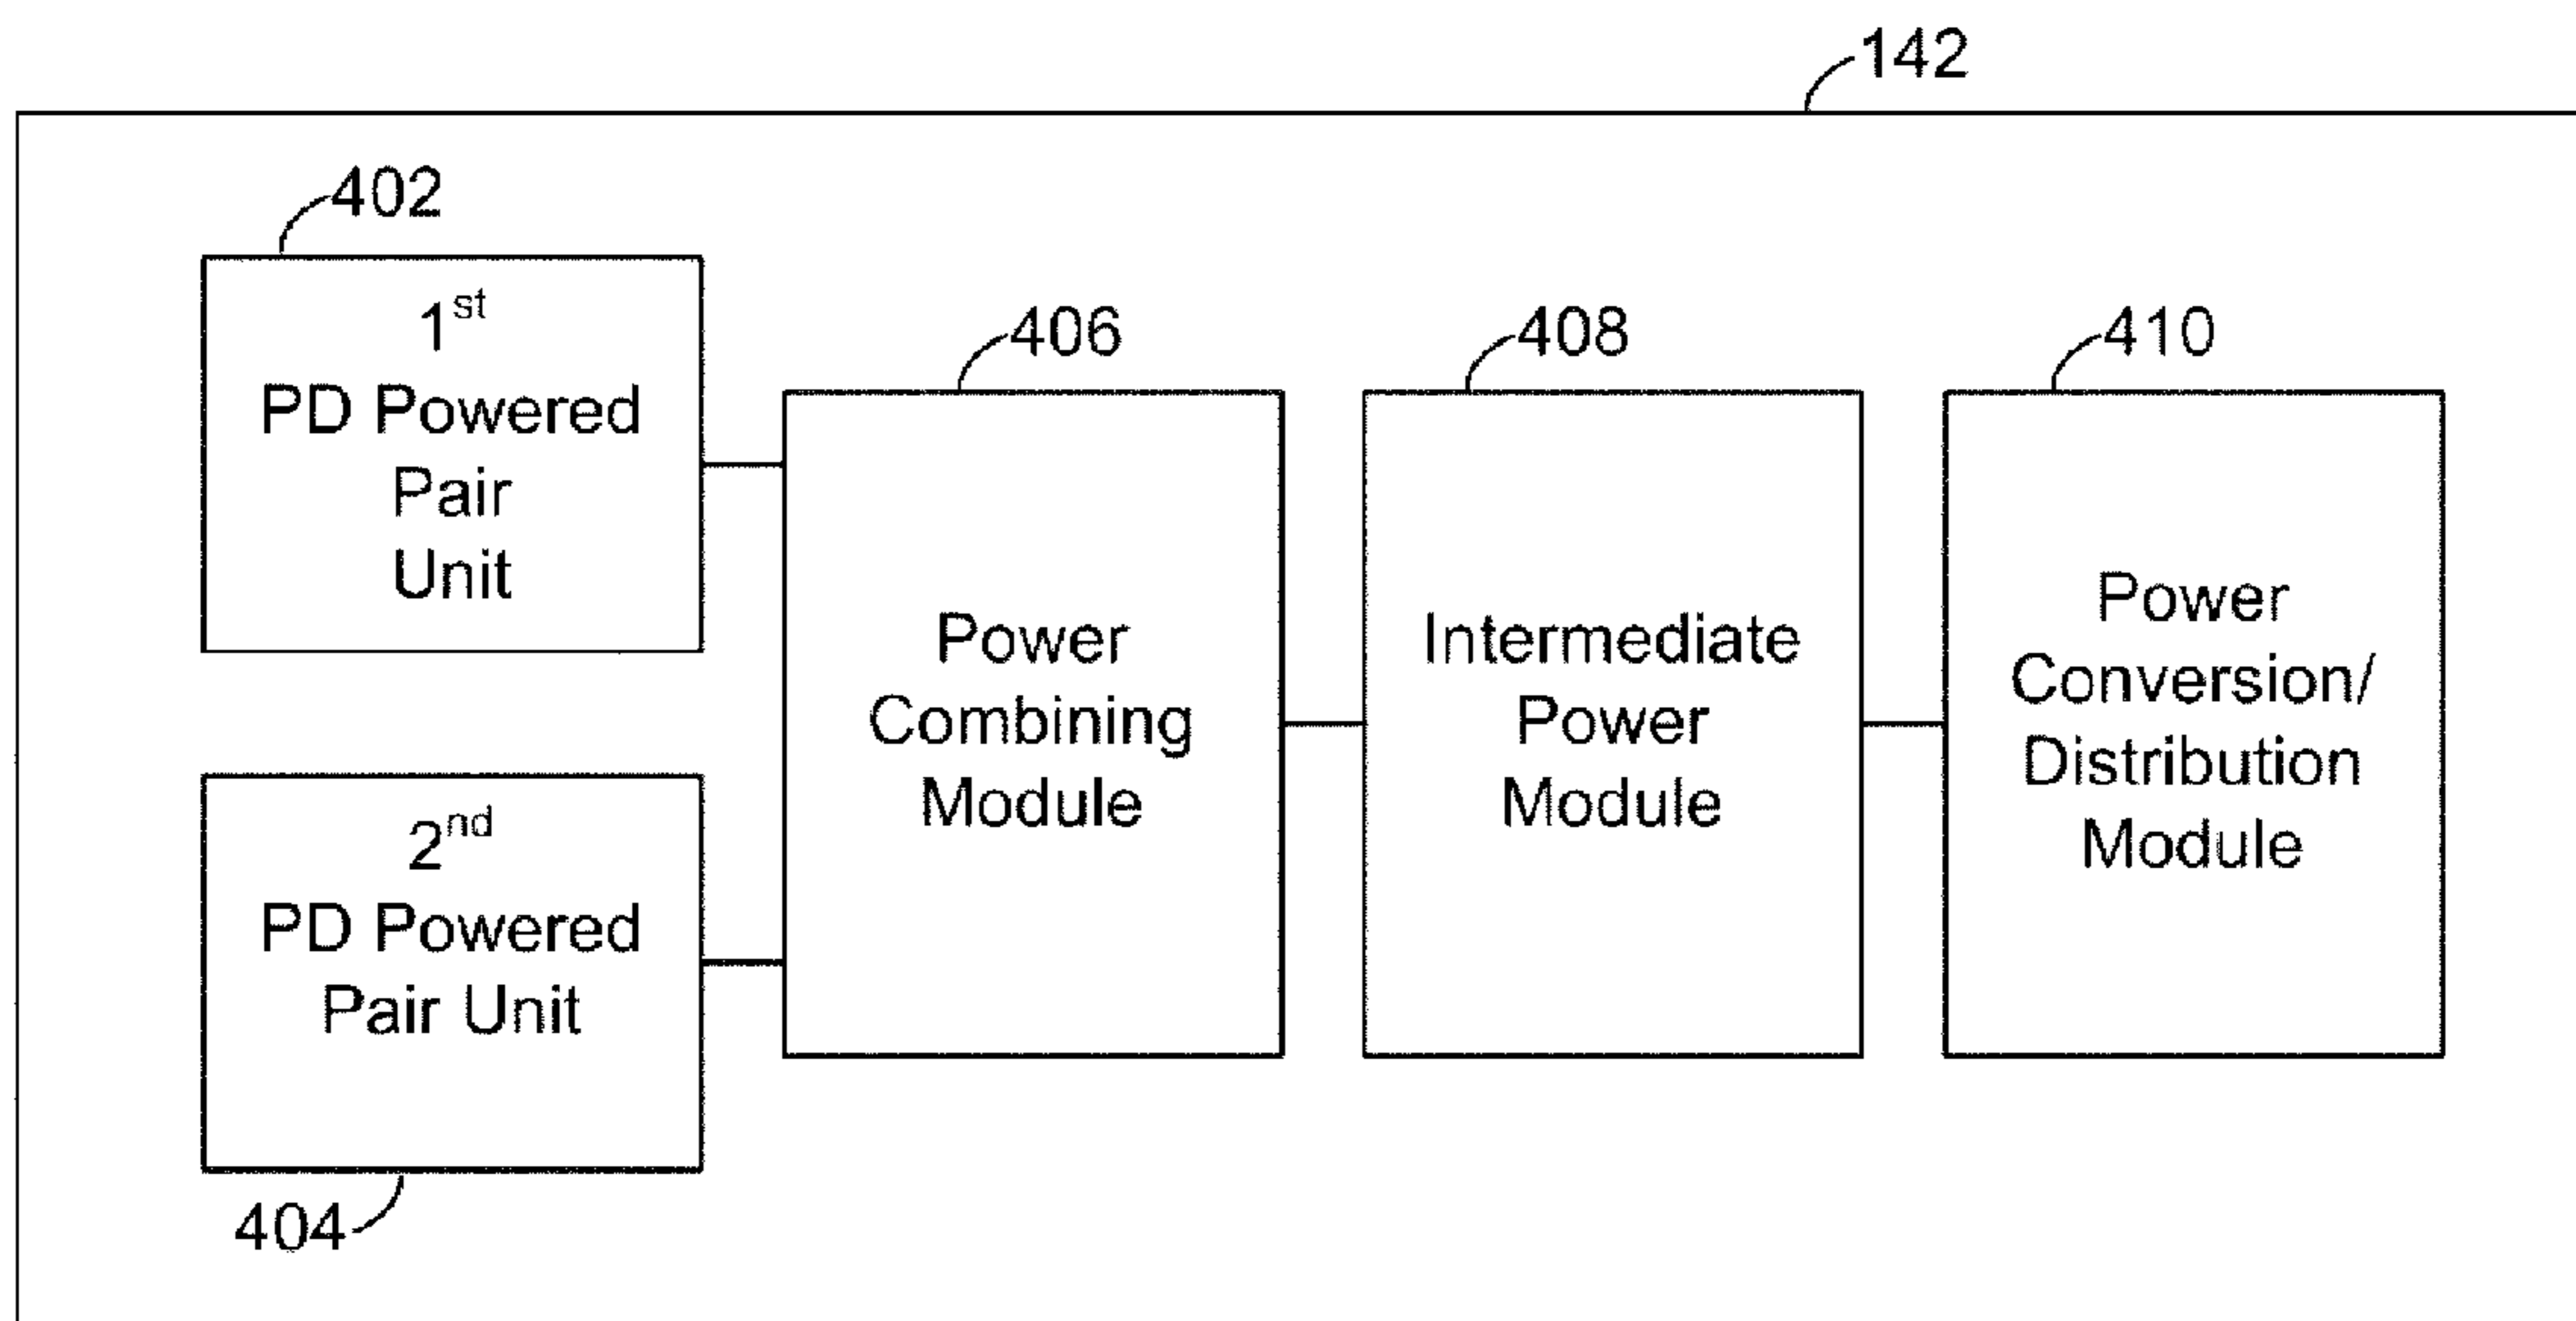 142
402
1st
PD Powered
Pair
Unit
406
408
410
Power
Combining
Module
Intermediate
Power
Module
Power
Conversion/
Distribution
Module
2nd
PD Powered
Pair Unit
404